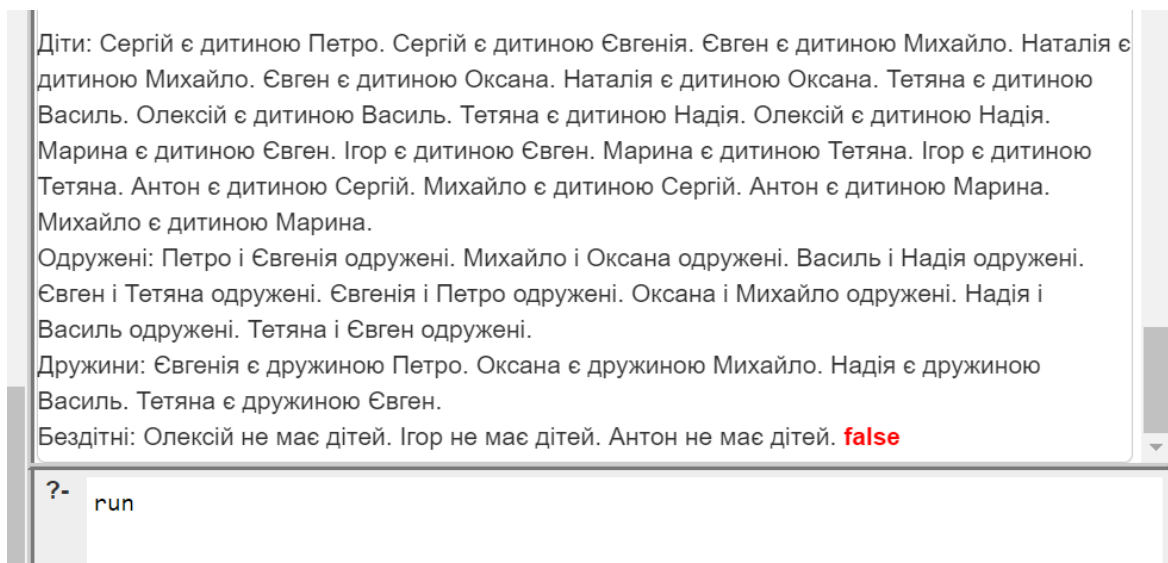 Діти: Сергій є дитиною Петро. Сергій є дитиною Євгенія. Євген є дитиною Михайло. Наталія є
дитиною Михайло. Євген є дитиною Оксана. Наталія є дитиною Оксана. Тетяна є дитиною
Василь. Олексій є дитиною Василь. Тетяна є дитиною Надія. Олексій є дитиною Надія.
Марина є дитиною Євген. Ігор є дитиною Євген. Марина є дитиною Тетяна. Ігор є дитиною
Тетяна. Антон є дитиною Сергій. Михайло є дитиною Сергій. Антон є дитиною Марина.
Михайло є дитиною Марина.
Одружені: Петро і Євгенія одружені. Михайло і Оксана одружені. Василь і Надія одружені.
Євген і Тетяна одружені. Євгенія і Петро одружені. Оксана і Михайло одружені. Надія і
Василь одружені. Тетяна і Євген одружені.
Дружини: Євгенія є дружиною Петро. Оксана є дружиною Михайло. Надія є дружиною
Василь. Тетяна є дружиною Євген.
Бездітні: Олексій не має дітей. Ігор не має дітей. Антон не має дітей. false
?- run